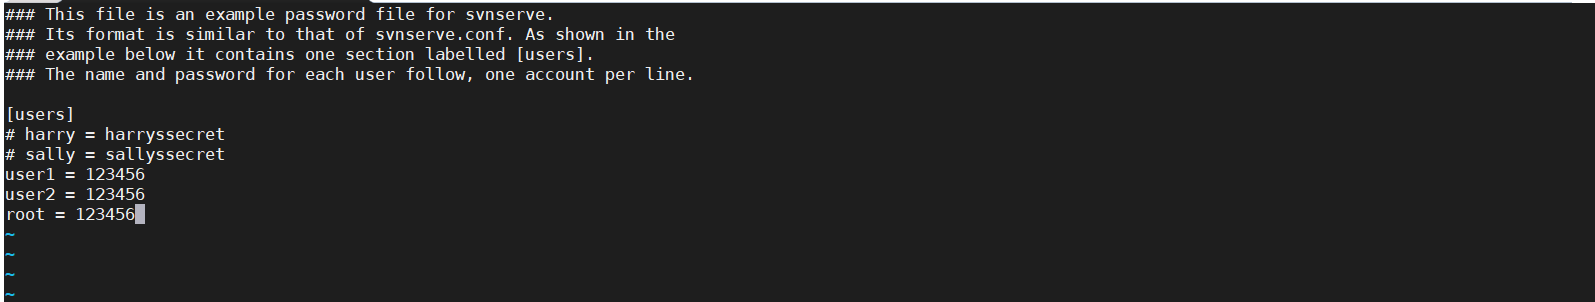 ### This file is an example password file for svnserve.
### Its format is similar to that of svnserve.conf. As shown in the
### example below it contains one section labelled [users].
### The name and password for each user follow, one account per line.

[users]
# harry = harryssecret
# sally = sallyssecret
user1 = 123456
user2 = 123456
root = 123456
~
~
~
~